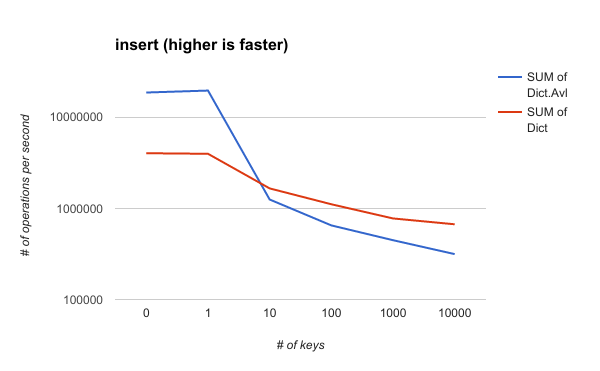 insert (higher is faster)
SUM of
Dict.Avl
SUM of
Dict
# of operations per second
10000000
1000000
100000
0
1
10
100
1000
10000
# of keys